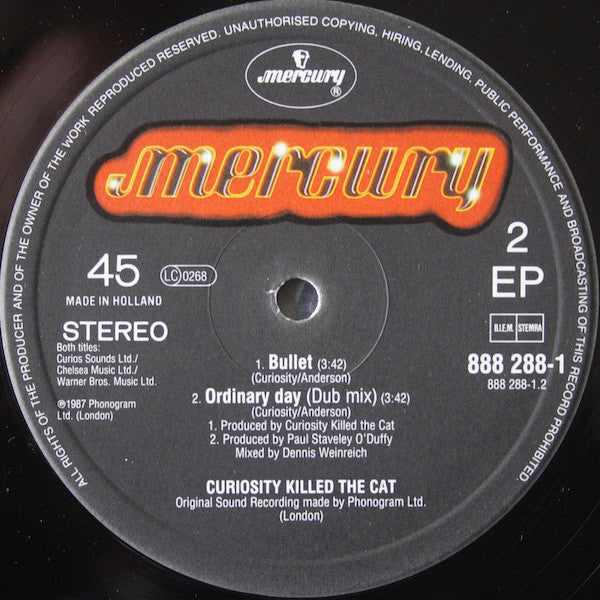 ALL RIGHTS OF THE PRODUCER AND OF THE OWNER OF THE WORK REPRODUCED RESERVED. UNAUTHORISED COPYING, HIRING, LENDING, PUBLIC PERFORMANCE AND BROADCASTING OF THIS RECORD PROHIBITED.
mercury
®
mercury
45
LC 0268
MADE IN HOLLAND
2
EP
STEREO
B.I.E.M. STEMRA
Both titles:
Curios Sounds Ltd./
Chelsea Music Ltd./
Warner Bros. Music Ltd.
℗1987 Phonogram
Ltd. (London)
888 288-1
888 288-1.2
1. Bullet (3:42)
(Curiosity/Anderson)
2. Ordinary day (Dub mix) (3:42)
(Curiosity/Anderson)
1. Produced by Curiosity Killed the Cat
2. Produced by Paul Staveley O'Duffy
Mixed by Dennis Weinreich
CURIOSITY KILLED THE CAT
Original Sound Recording made by Phonogram Ltd.
(London)